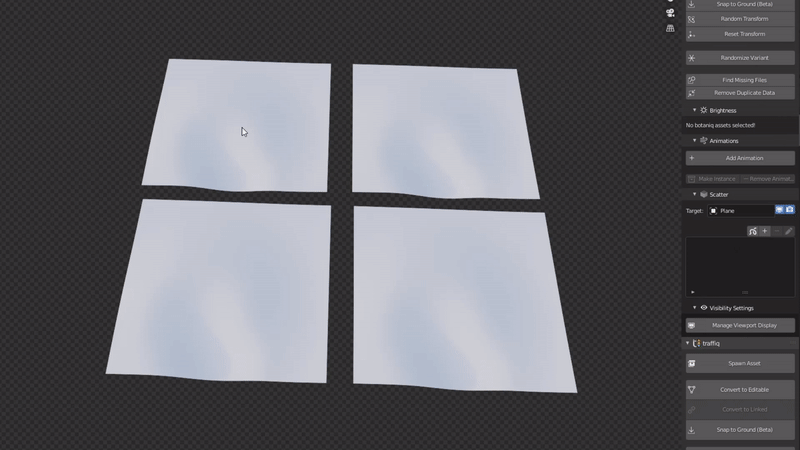 Snap to Ground (Beta)
Random Transform
Reset Transform
Randomize Variant
Find Missing Files
Remove Duplicate Data
Brightness
No botaniq assets selected!
Animations
Add Animation
Make Instance
Remove Animat...
Scatter
Target:
Plane
Visibility Settings
Manage Viewport Display
traffiq
Spawn Asset
Convert to Editable
Convert to Linked
Snap to Ground (Beta)